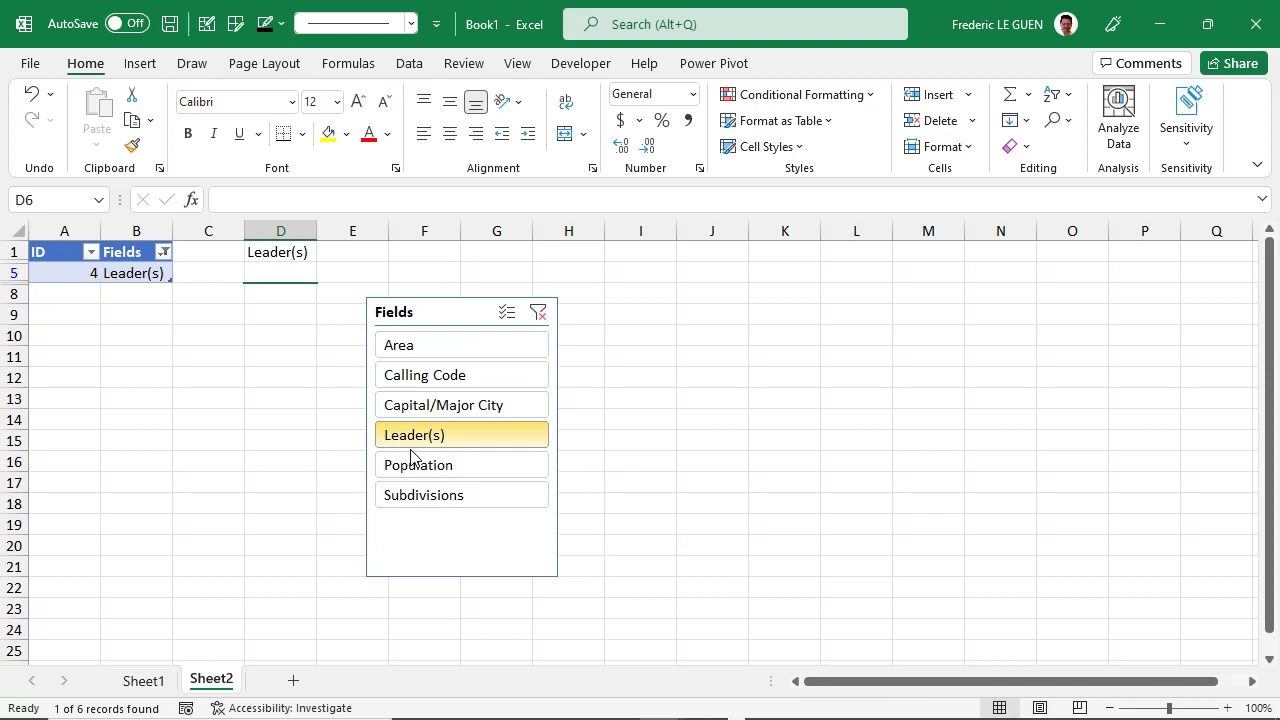 AutoSave Off Book1 - Excel Search (Alt+Q) Frederic LE GUEN
File Home Insert Draw Page Layout Formulas Data Review View Developer Help Power Pivot Comments Share
Calibri 12 General Conditional Formatting Insert
Paste Format as Table Delete Analyze Data Sensitivity
Cell Styles Format
Undo Clipboard Font Alignment Number Styles Cells Editing Analysis Sensitivity
D6 fx
A B C D E F G H I J K L M N O P Q
1 ID Fields Leader(s)
5 4 Leader(s)
8
9 Fields
10
11 Area
12 Calling Code
13 Capital/Major City
14
15 Leader(s)
16 Population
17
18 Subdivisions
19
20
21
22
23
24
25
Sheet1 Sheet2
Ready 1 of 6 records found Accessibility: Investigate 100%